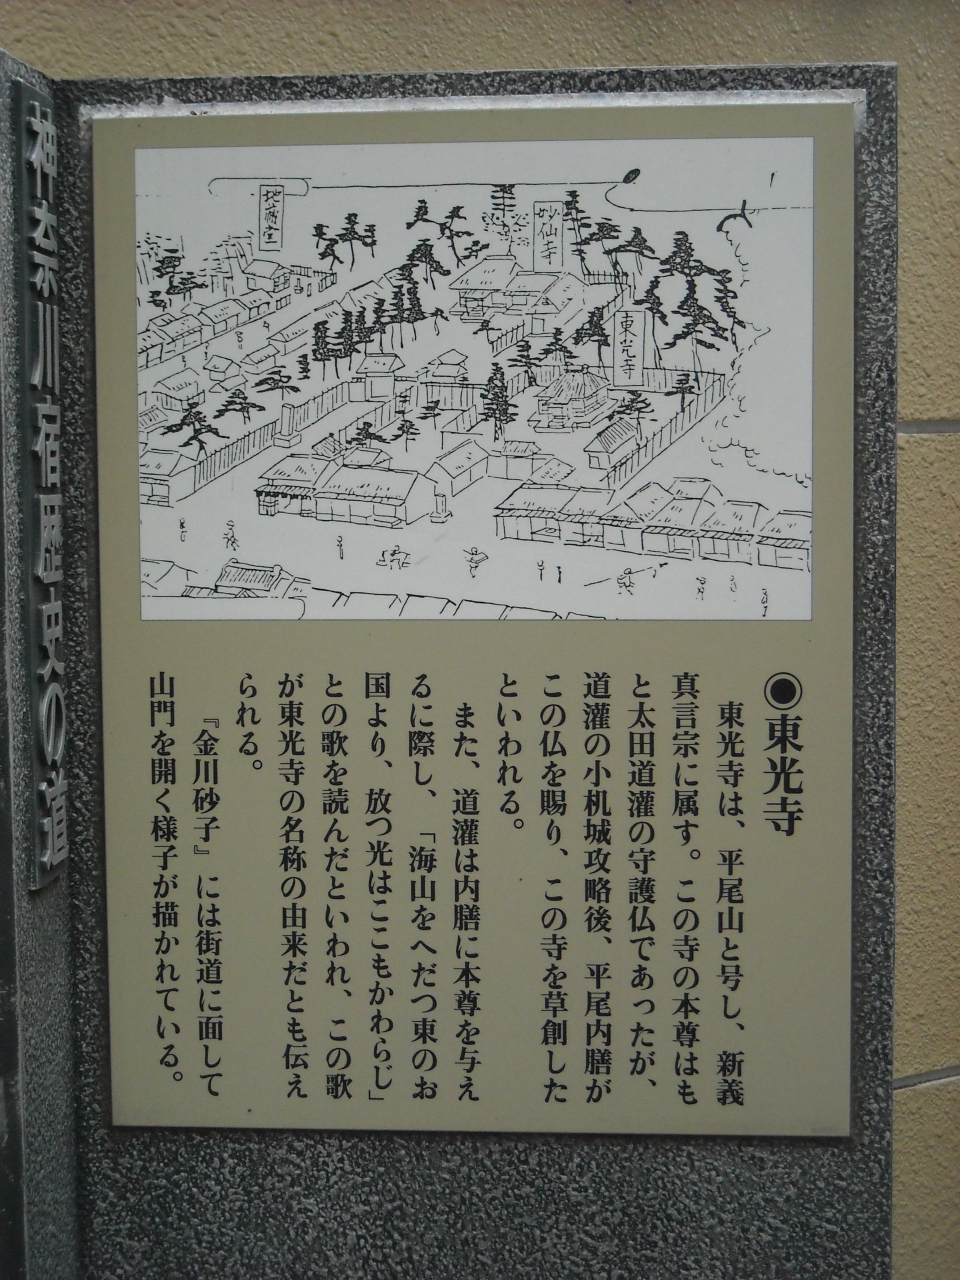 神奈川宿歴史の道
地蔵堂
妙仙寺
東光寺
◉東光寺
東光寺は、平尾山と号し、新義
真言宗に属す。この寺の本尊はも
と太田道灌の守護仏であったが、
道灌の小机城攻略後、平尾内膳が
この仏を賜り、この寺を草創した
といわれる。
また、道灌は内膳に本尊を与え
るに際し、「海山をへだつ東のお
国より、放つ光はここもかわらじ」
との歌を読んだといわれ、この歌
が東光寺の名称の由来だとも伝え
られる。
『金川砂子』には街道に面して
山門を開く様子が描かれている。